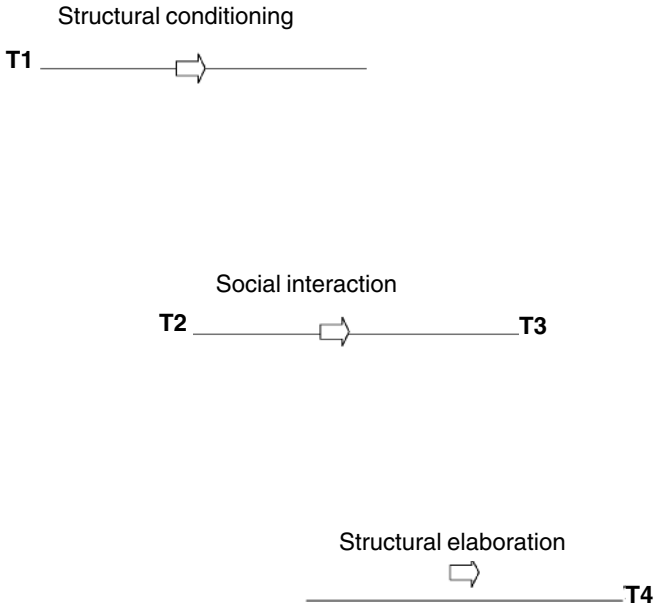 Structural conditioning
T1
Social interaction
T2
T3
Structural elaboration
T4